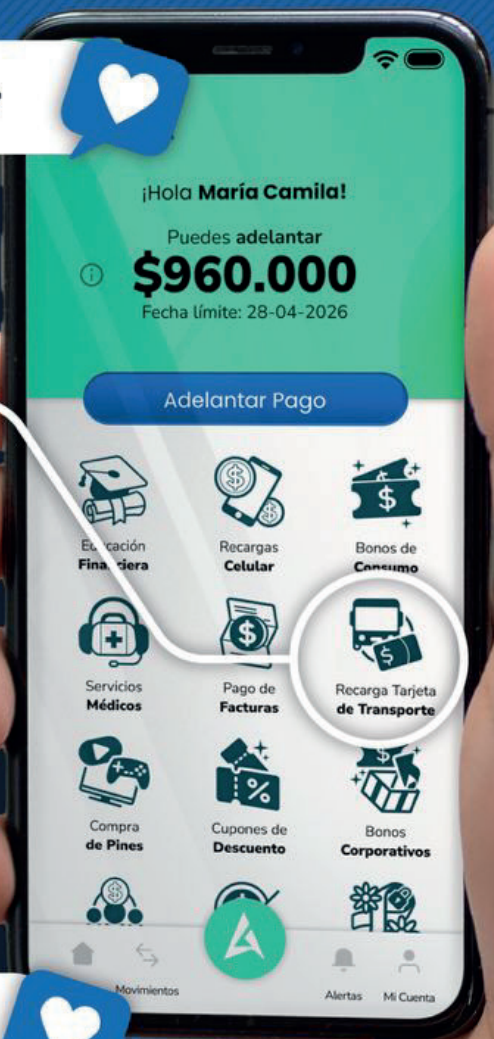 ¡Hola María Camila!
Puedes adelantar
$960.000
Fecha límite: 28-04-2026
Adelantar Pago
Educación
Financiera
Recargas
Celular
Bonos de
Consumo
Servicios
Médicos
Pago de
Facturas
Recarga Tarjeta
de Transporte
Compra
de Pines
Cupones de
Descuento
Bonos
Corporativos
Movimientos
Alertas
Mi Cuenta